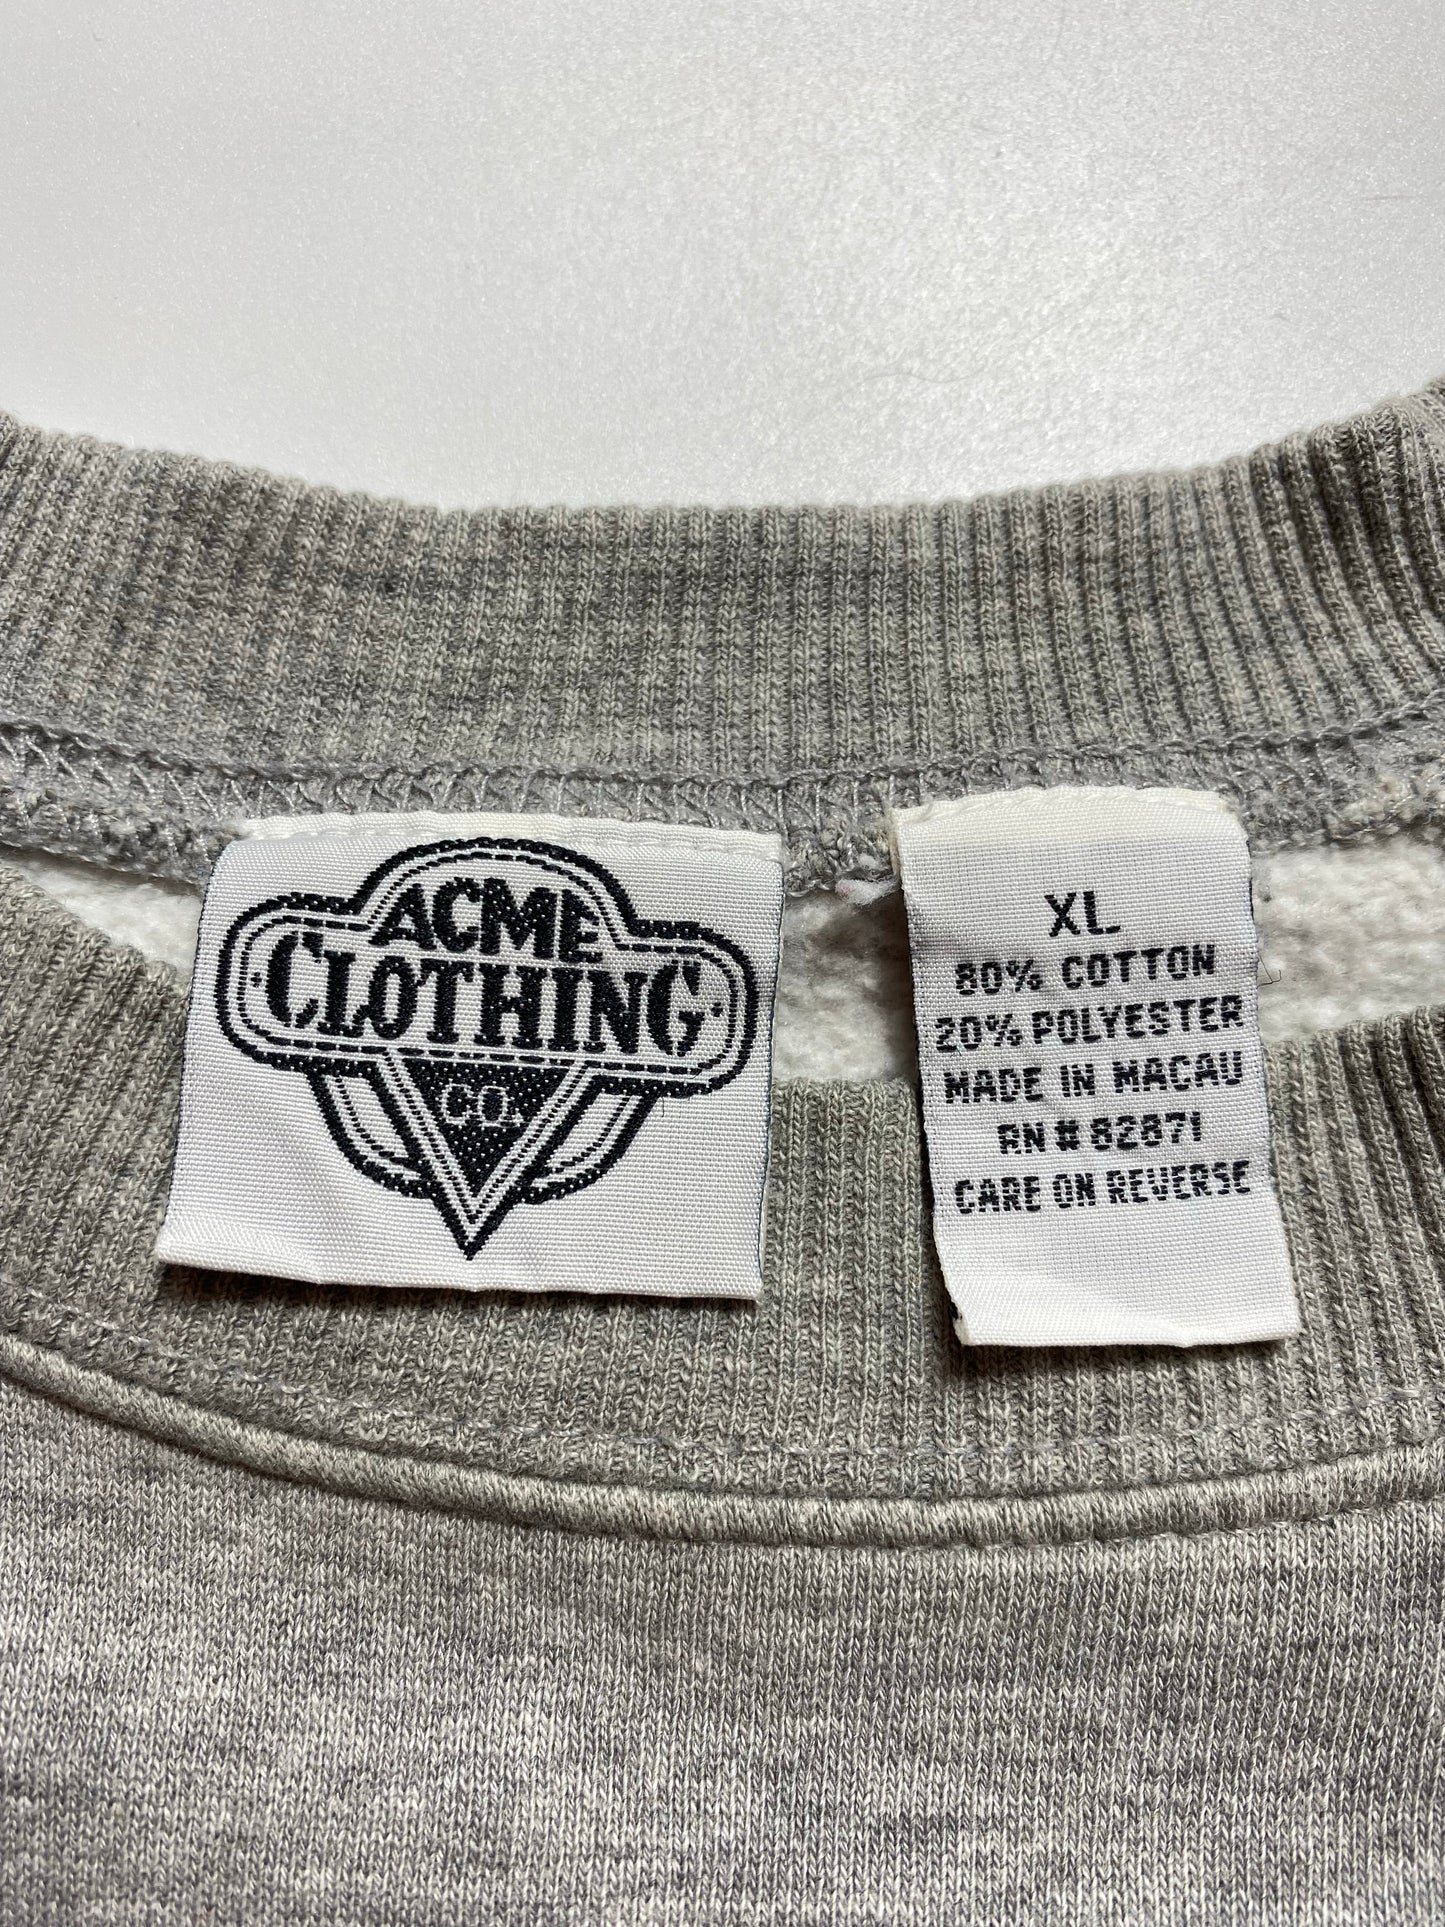 ACME
CLOTHING
CO.
XL
80% COTTON
20% POLYESTER
MADE IN MACAU
RN # 82871
CARE ON REVERSE